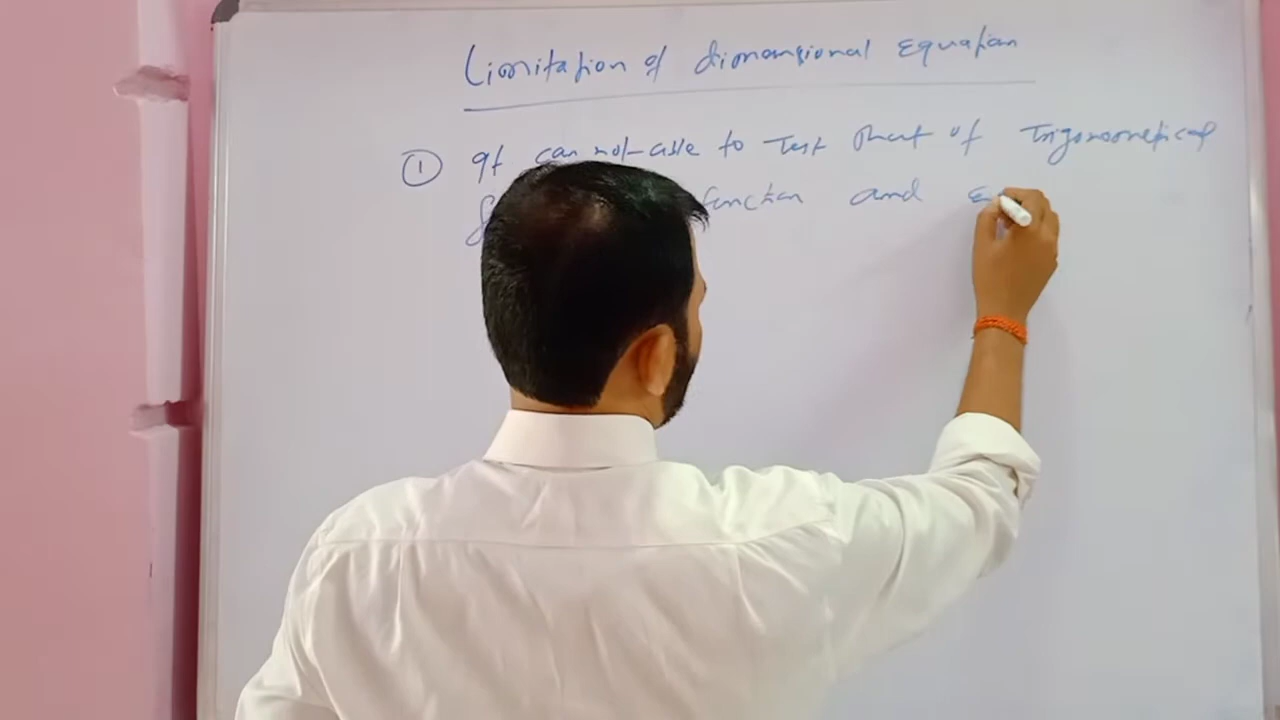 Limitation of dimensional Equation
① It can not able to Test that of Trigonometical
function and